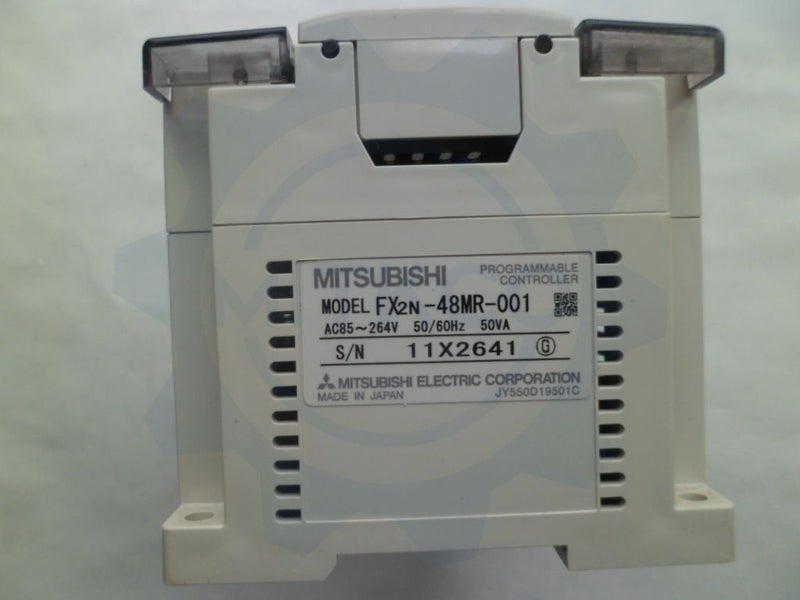 MITSUBISHI PROGRAMMABLE CONTROLLER
MODEL FX2N-48MR-001
AC85～264V 50/60Hz 50VA
S/N 11X2641 G
MITSUBISHI ELECTRIC CORPORATION
MADE IN JAPAN JY550D19501C